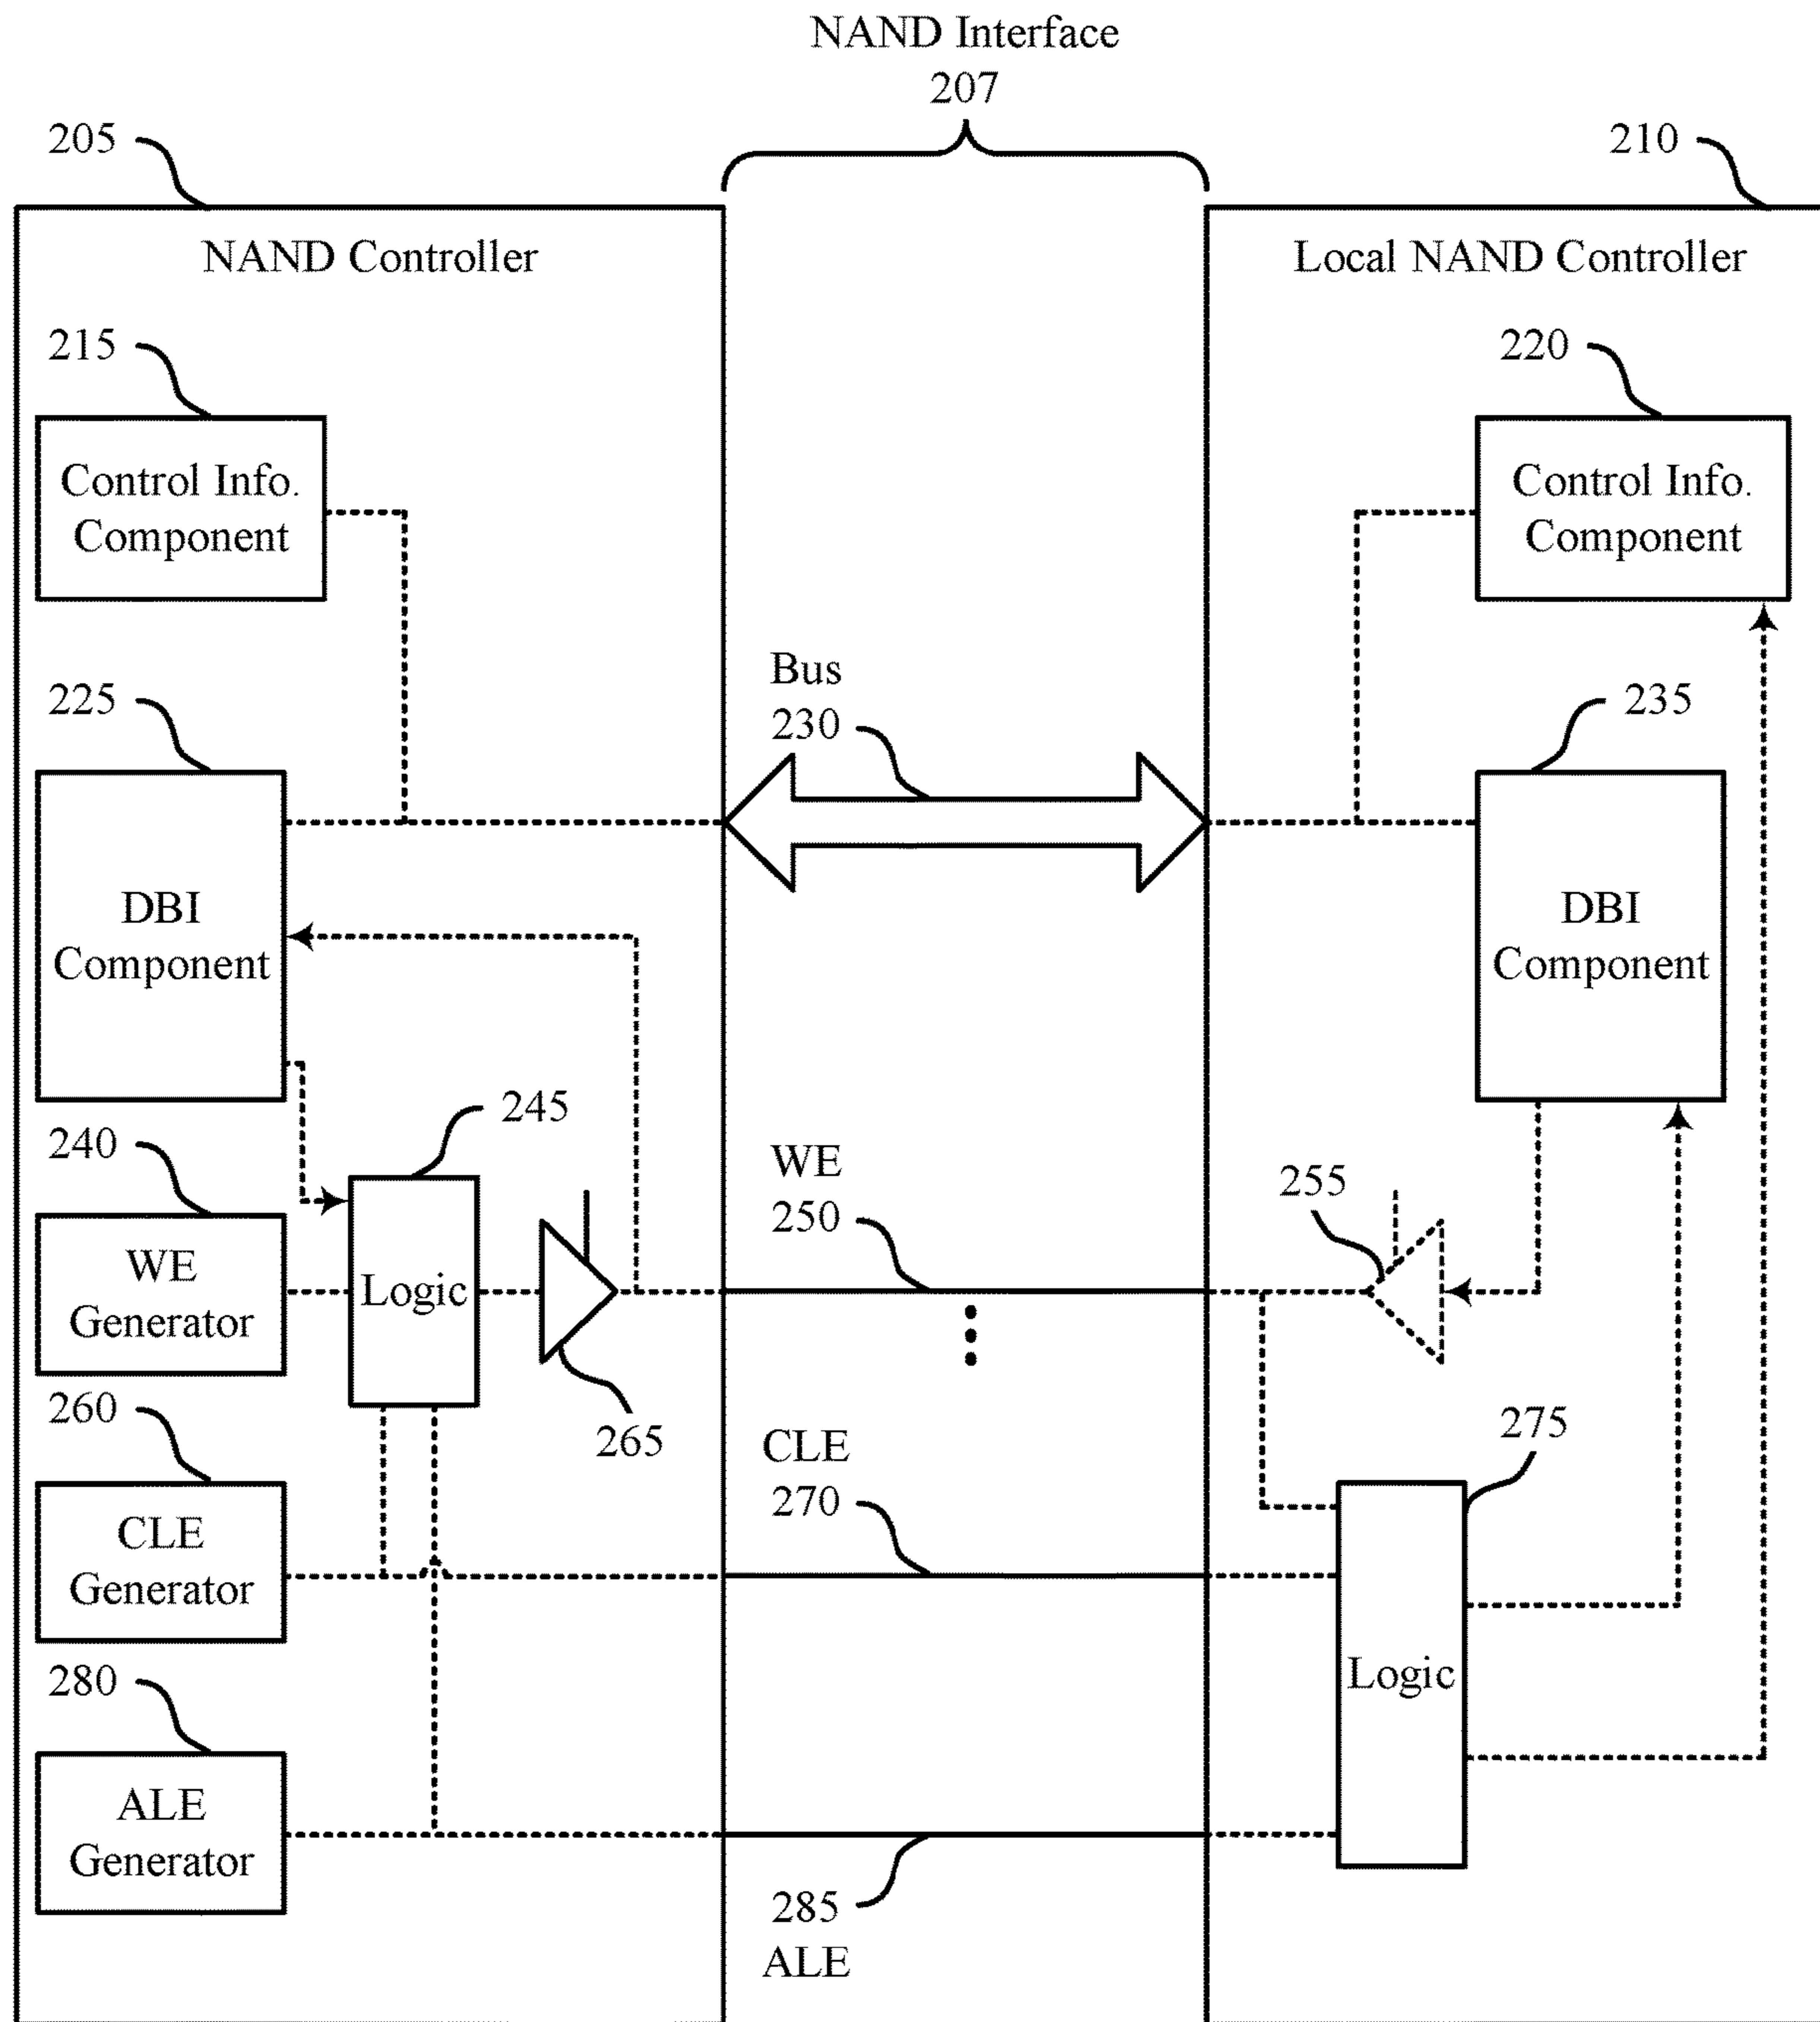 NAND Interface
207
205
210
NAND Controller
Local NAND Controller
215
220
Control Info.
Component
Control Info.
Component
Bus
230
225
235
DBI
Component
DBI
Component
245
240
WE
250
255
WE
Generator
Logic
265
260
CLE
270
275
CLE
Generator
Logic
280
ALE
Generator
285
ALE